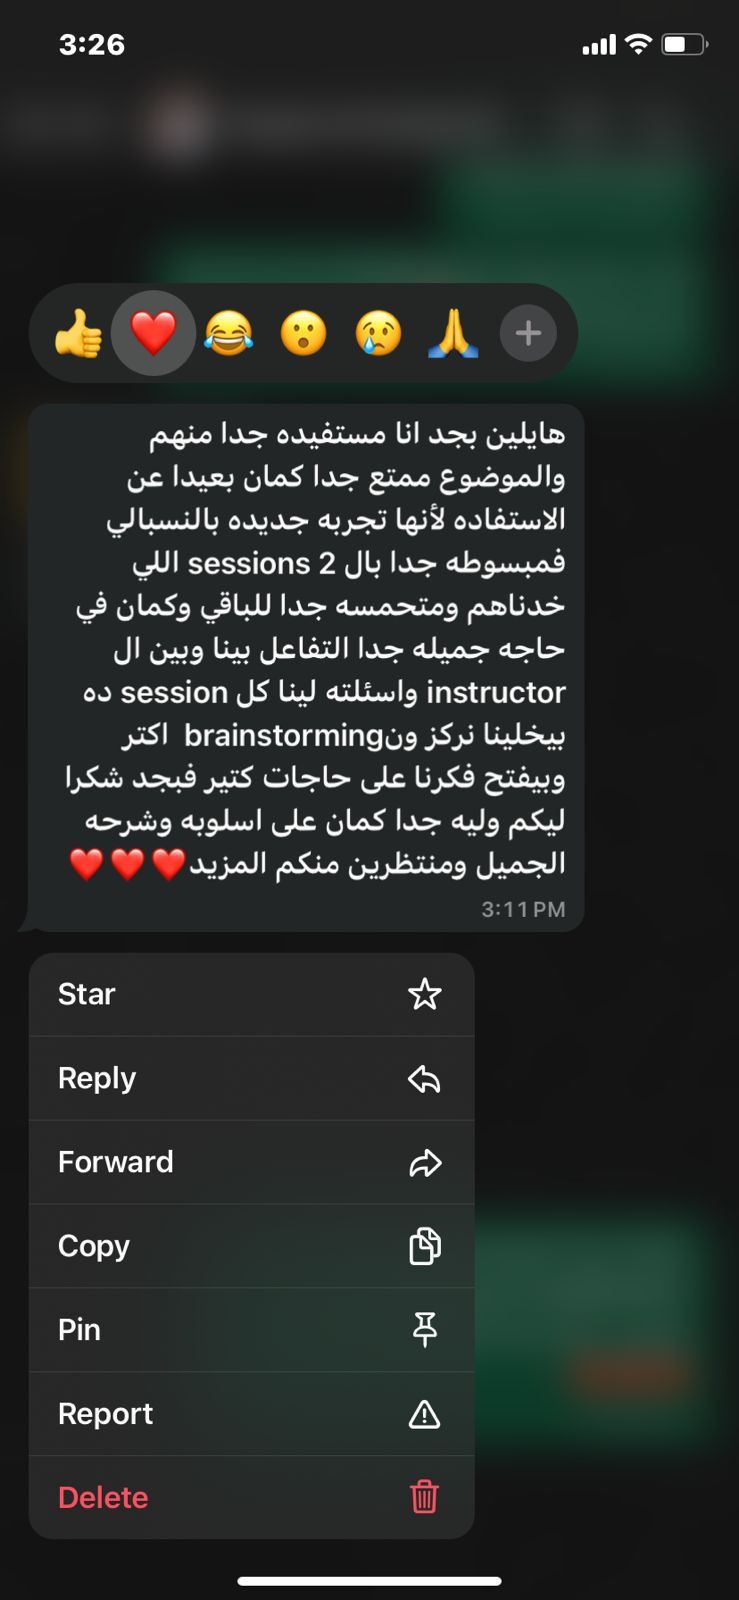 3:26
هايلين بجد انا مستفيده جدا منهم
والموضوع ممتع جدا كمان بعيدا عن
الاستفاده لأنها تجربه جديده بالنسبالي
فمبسوطه جدا بال 2 sessions اللي
خدناهم ومتحمسه جدا للباقي وكمان في
حاجه جميله جدا التفاعل بينا وبين ال
instructor واسئلته لينا كل session ده
بيخلينا نركز ونbrainstorming  اكتر
وبيفتح فكرنا على حاجات كتير فبجد شكرا
ليكم وليه جدا كمان على اسلوبه وشرحه
الجميل ومنتظرين منكم المزيد❤️❤️❤️
3:11 PM
Star
Reply
Forward
Copy
Pin
Report
Delete